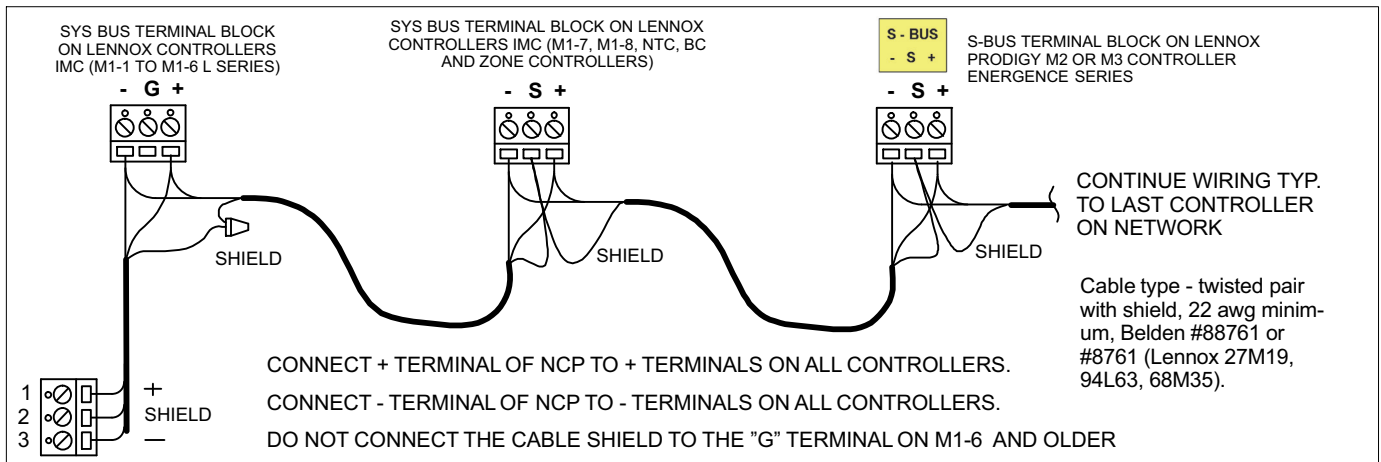 SYS BUS TERMINAL BLOCK
ON LENNOX CONTROLLERS
IMC (M1-1 TO M1-6 L SERIES)
- G +
SHIELD
SYS BUS TERMINAL BLOCK ON LENNOX
CONTROLLERS IMC (M1-7, M1-8, NTC, BC
AND ZONE CONTROLLERS)
- S +
SHIELD
S - BUS
- S +
S-BUS TERMINAL BLOCK ON LENNOX
PRODIGY M2 OR M3 CONTROLLER
ENERGENCE SERIES
- S +
SHIELD
CONTINUE WIRING TYP.
TO LAST CONTROLLER
ON NETWORK
Cable type - twisted pair
with shield, 22 awg minim-
um, Belden #88761 or
#8761 (Lennox 27M19,
94L63, 68M35).
1 +
2 SHIELD
3 —
CONNECT + TERMINAL OF NCP TO + TERMINALS ON ALL CONTROLLERS.
CONNECT - TERMINAL OF NCP TO - TERMINALS ON ALL CONTROLLERS.
DO NOT CONNECT THE CABLE SHIELD TO THE ”G” TERMINAL ON M1-6 AND OLDER